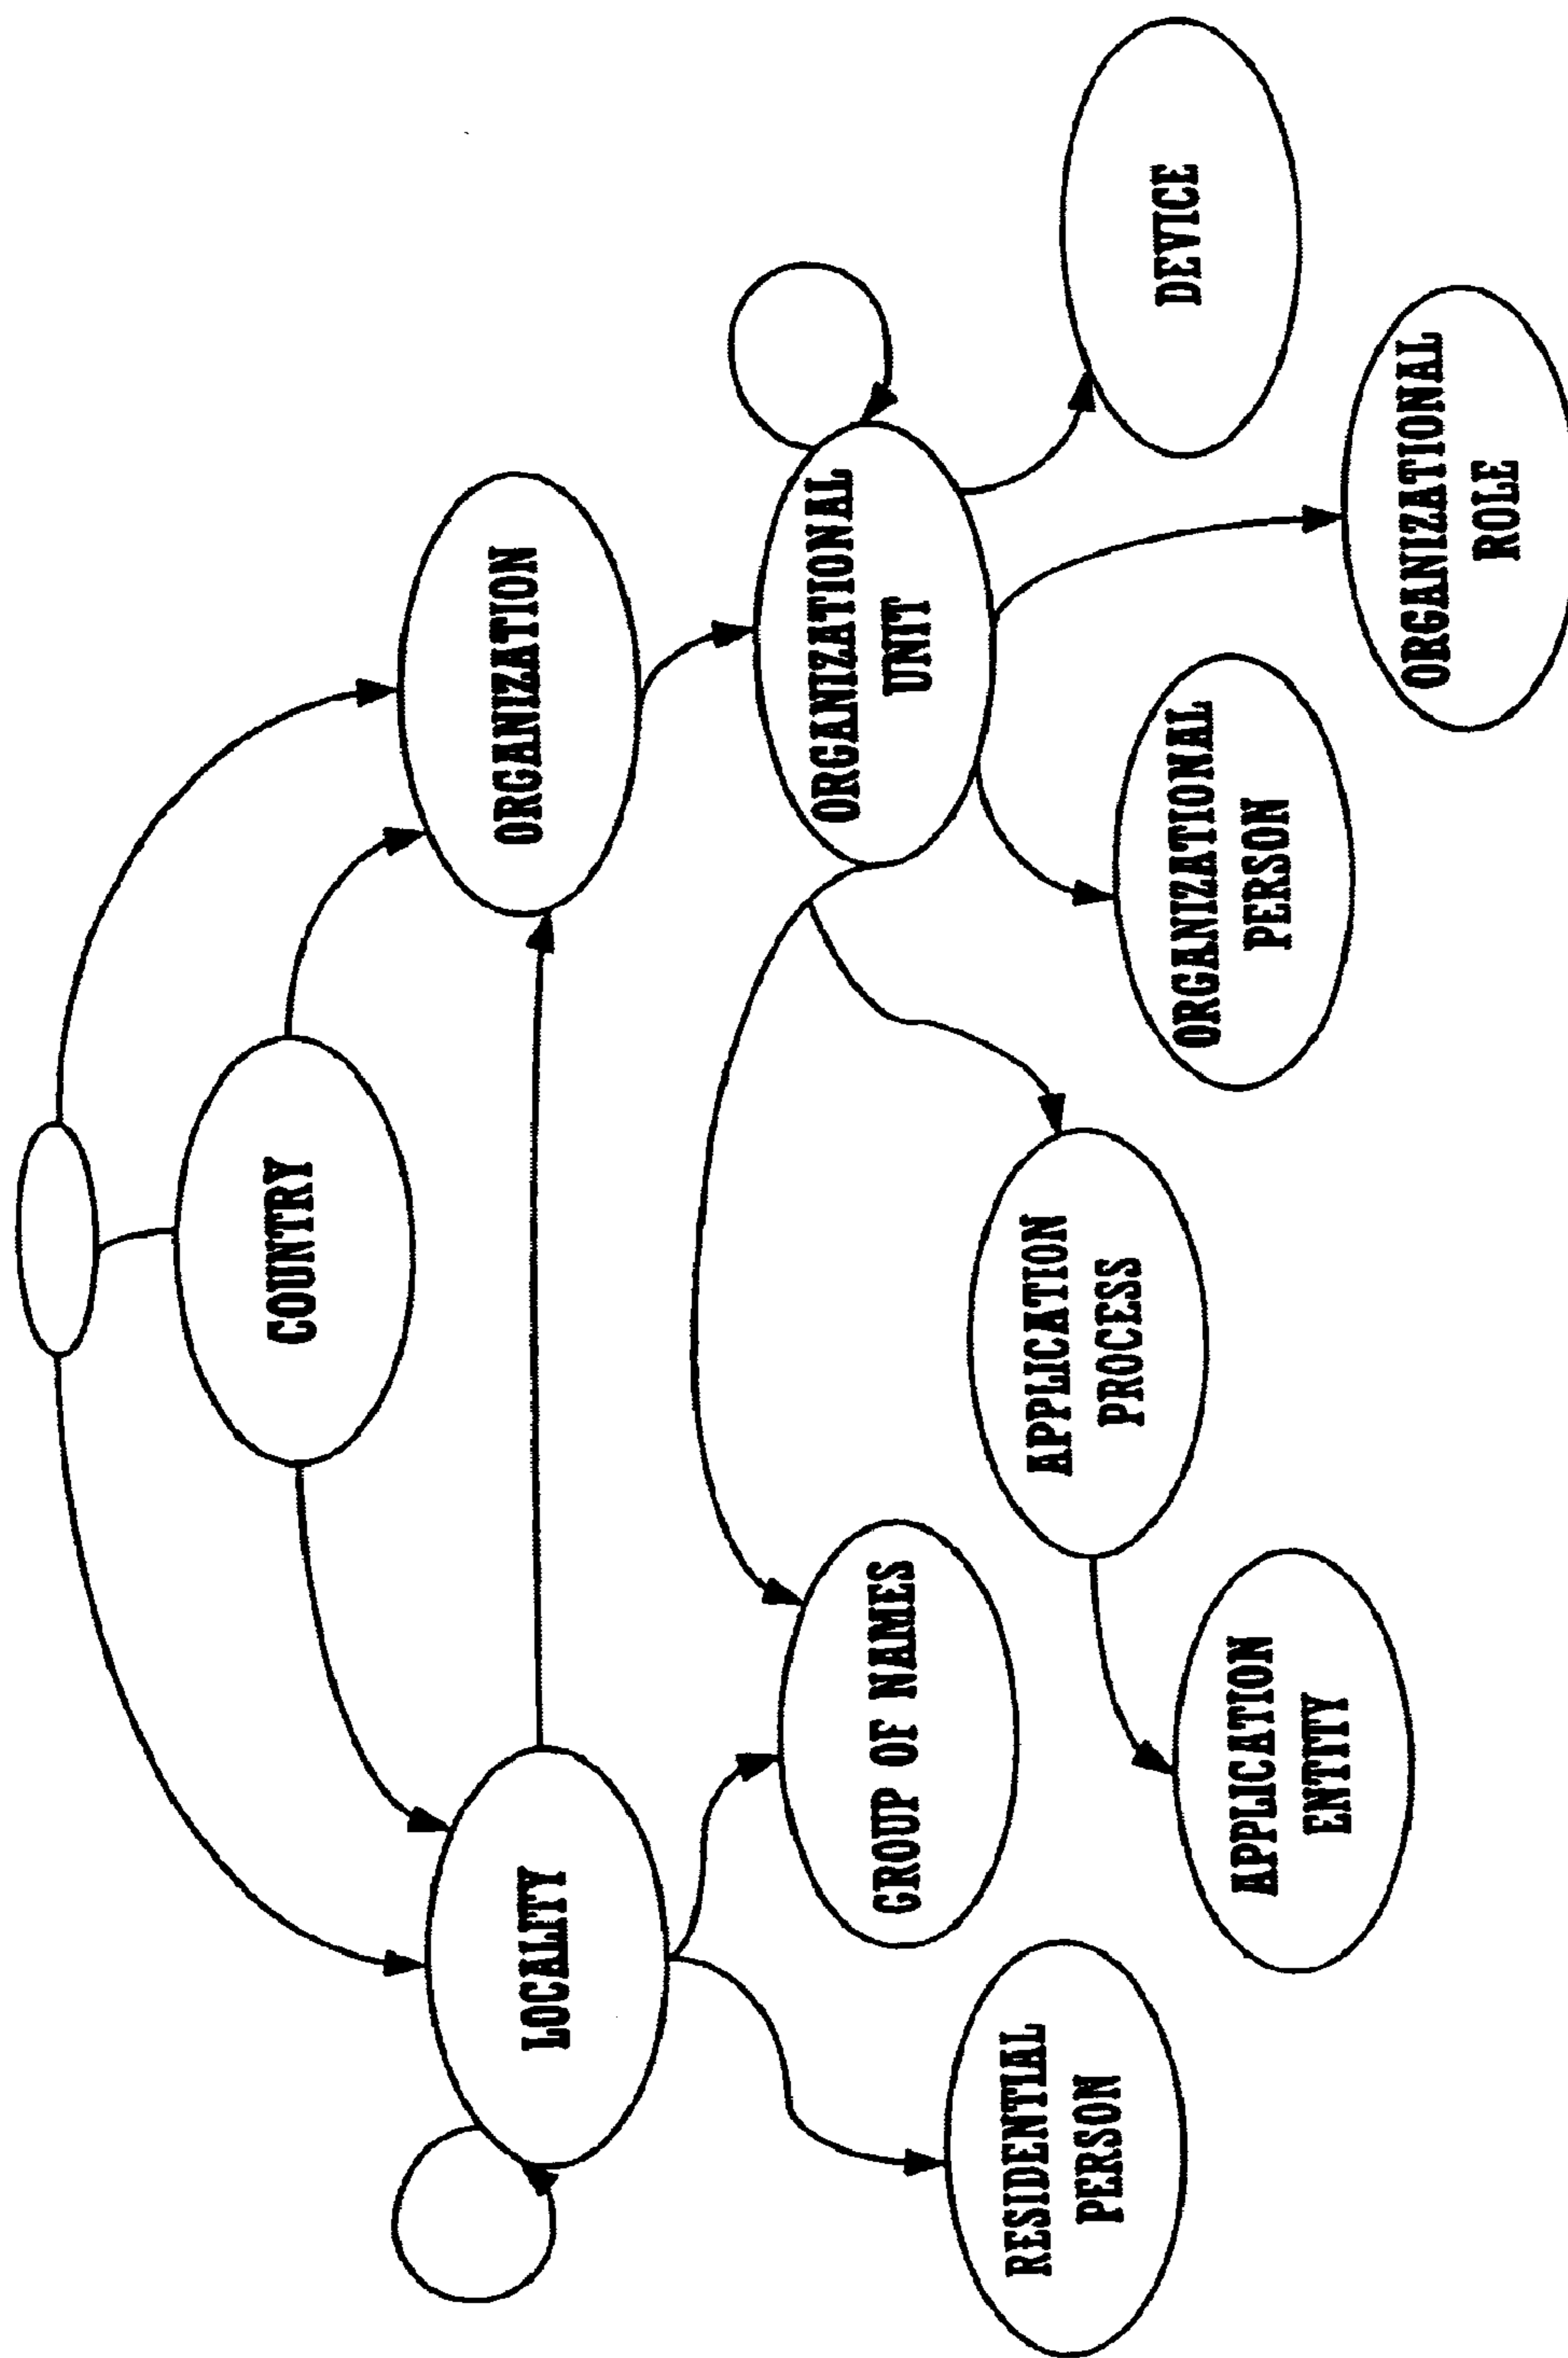 COUNTRY
LOCALITY
ORGANIZATION
GROUP OF NAMES
ORGANIZATIONAL
UNIT
RESIDENTIAL
PERSON
APPLICATION
PROCESS
DEVICE
APPLICATION
ENTITY
ORGANIZATIONAL
PERSON
ORGANIZATIONAL
ROLE